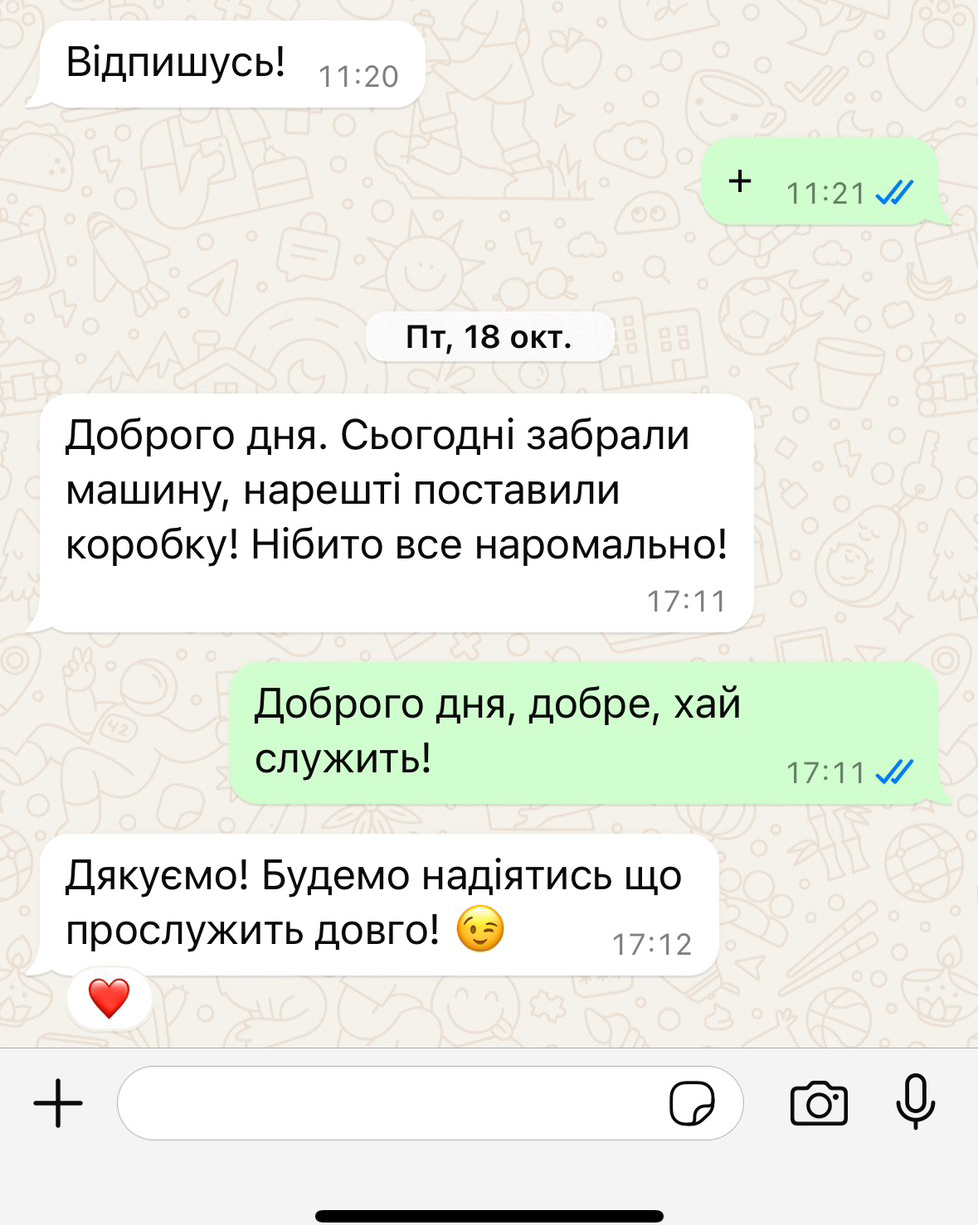 Відпишусь!
11:20
+
11:21
Пт, 18 окт.
Доброго дня. Сьогодні забрали
машину, нарешті поставили
коробку! Нібито все наромально!
17:11
Доброго дня, добре, хай
служить!
17:11
Дякуємо! Будемо надіятись що
прослужить довго! 😉
17:12
❤️